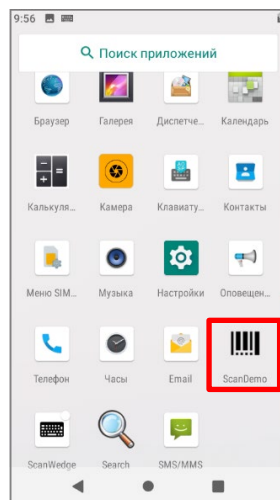 9:56
Поиск приложений
Браузер Галерея Диспетче... Календарь
Калькуля... Камера Клавиату... Контакты
Меню SIM... Музыка Настройки Оповещен...
Телефон Часы Email ScanDemo
ScanWedge Search SMS/MMS